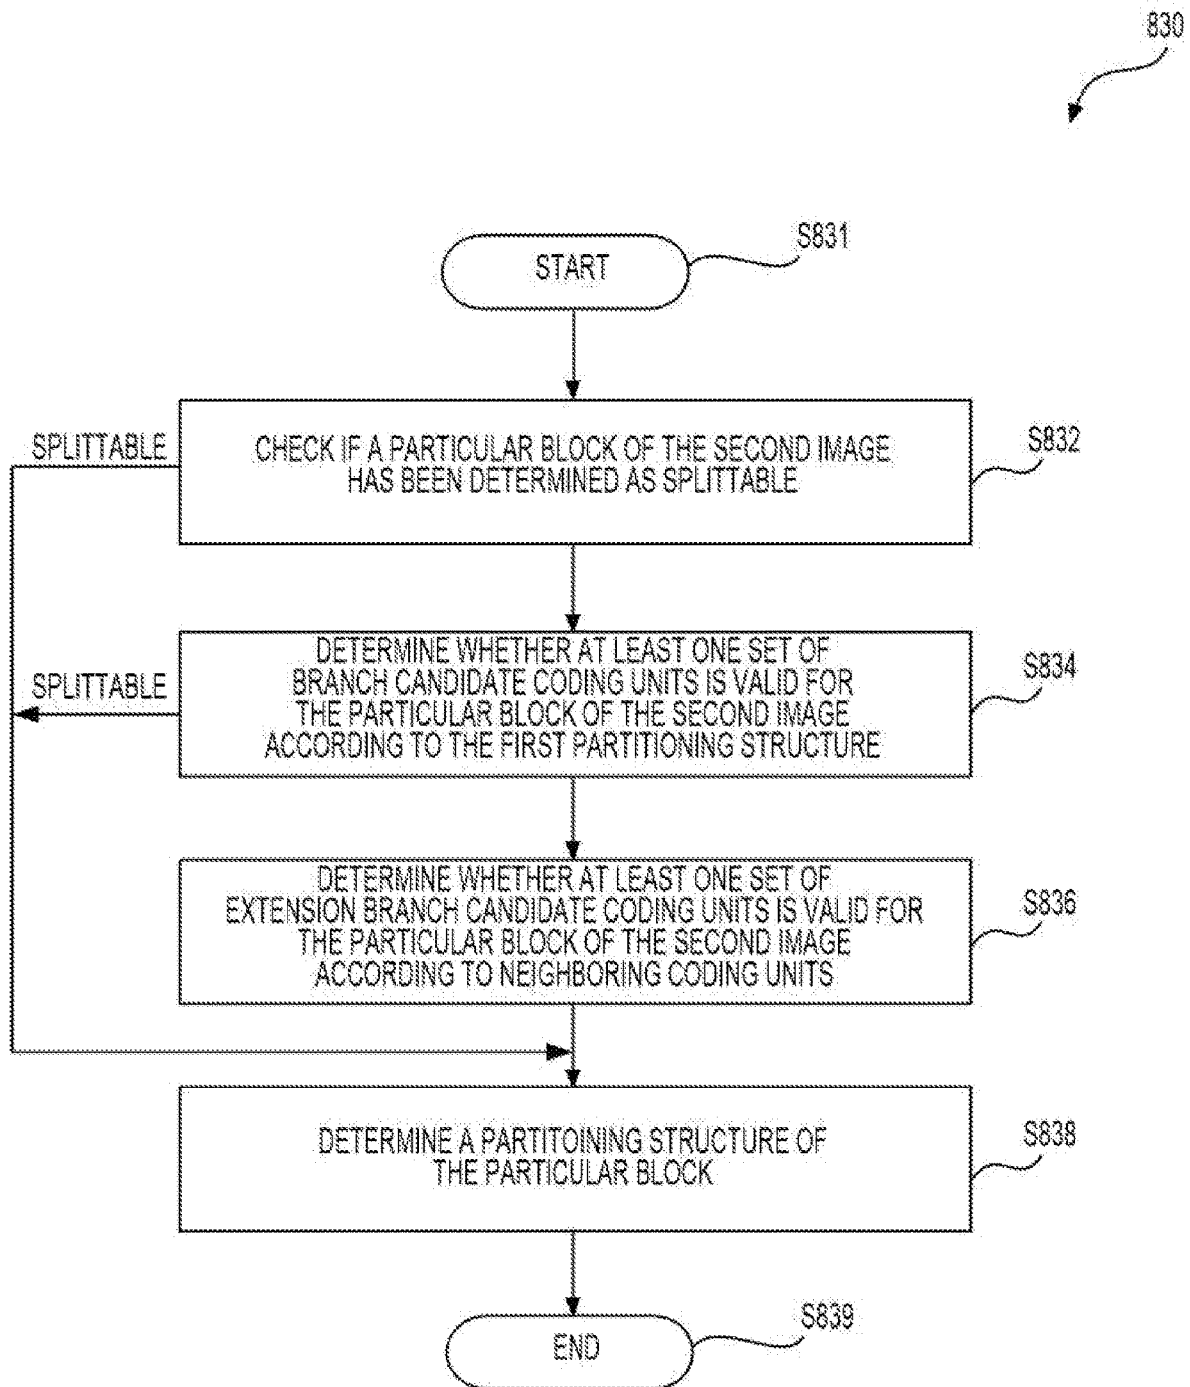 830
START
S831
SPLITTABLE
CHECK IF A PARTICULAR BLOCK OF THE SECOND IMAGE
HAS BEEN DETERMINED AS SPLITTABLE
S832
SPLITTABLE
DETERMINE WHETHER AT LEAST ONE SET OF
BRANCH CANDIDATE CODING UNITS IS VALID FOR
THE PARTICULAR BLOCK OF THE SECOND IMAGE
ACCORDING TO THE FIRST PARTITIONING STRUCTURE
S834
DETERMINE WHETHER AT LEAST ONE SET OF
EXTENSION BRANCH CANDIDATE CODING UNITS IS VALID FOR
THE PARTICULAR BLOCK OF THE SECOND IMAGE
ACCORDING TO NEIGHBORING CODING UNITS
S836
DETERMINE A PARTITOINING STRUCTURE OF
THE PARTICULAR BLOCK
S838
END
S839